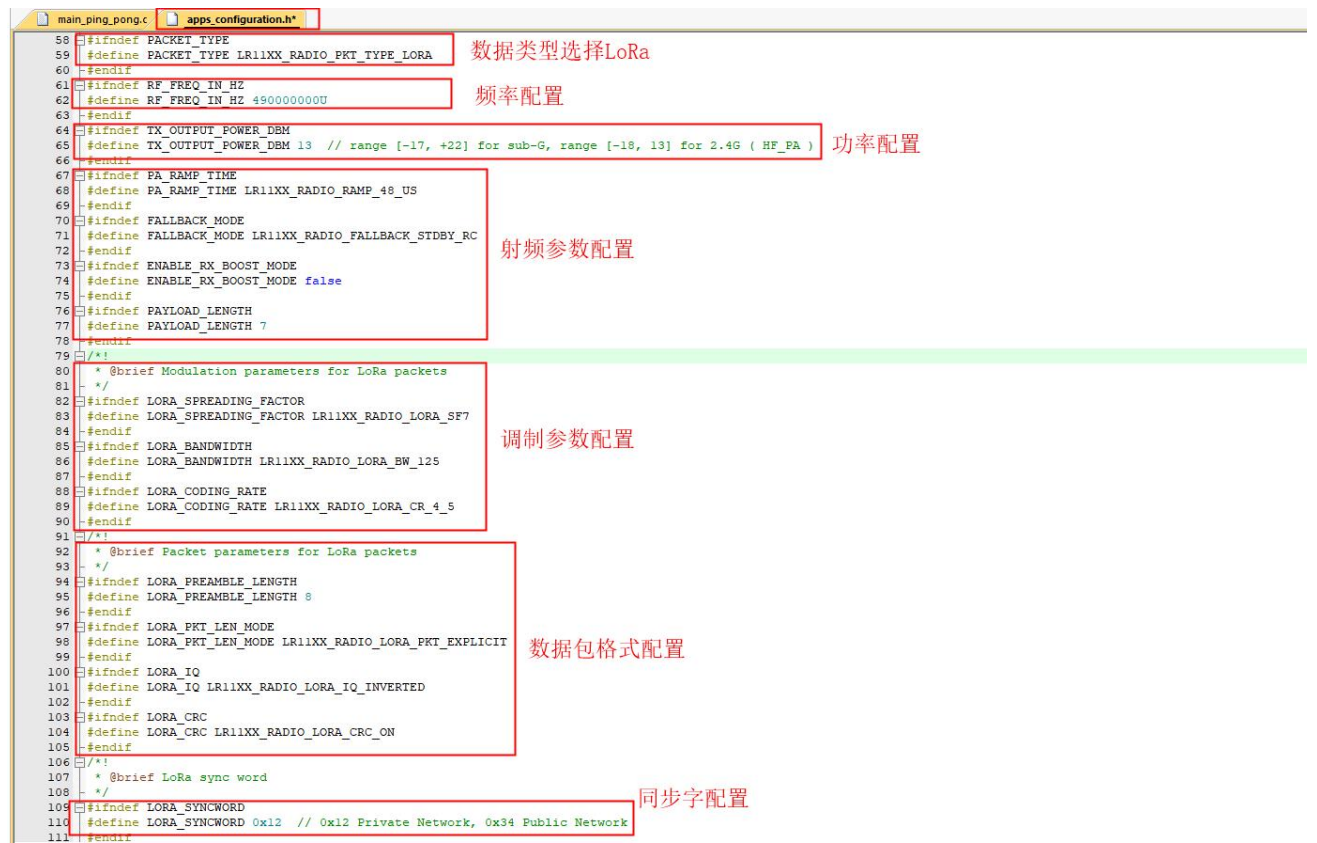 main_ping_pong.c apps_configuration.h*
58 #ifndef PACKET_TYPE
59 #define PACKET_TYPE LR11XX_RADIO_PKT_TYPE_LORA
数据类型选择LoRa
60 #endif
61 #ifndef RF_FREQ_IN_HZ
62 #define RF_FREQ_IN_HZ 490000000U
频率配置
63 #endif
64 #ifndef TX_OUTPUT_POWER_DBM
65 #define TX_OUTPUT_POWER_DBM 13 // range [-17, +22] for sub-G, range [-18, 13] for 2.4G ( HF_PA )
功率配置
66 #endif
67 #ifndef PA_RAMP_TIME
68 #define PA_RAMP_TIME LR11XX_RADIO_RAMP_48_US
69 #endif
70 #ifndef FALLBACK_MODE
71 #define FALLBACK_MODE LR11XX_RADIO_FALLBACK_STDBY_RC
射频参数配置
72 #endif
73 #ifndef ENABLE_RX_BOOST_MODE
74 #define ENABLE_RX_BOOST_MODE false
75 #endif
76 #ifndef PAYLOAD_LENGTH
77 #define PAYLOAD_LENGTH 7
78 #endif
79 /*!
80 * @brief Modulation parameters for LoRa packets
81 */
82 #ifndef LORA_SPREADING_FACTOR
83 #define LORA_SPREADING_FACTOR LR11XX_RADIO_LORA_SF7
84 #endif
调制参数配置
85 #ifndef LORA_BANDWIDTH
86 #define LORA_BANDWIDTH LR11XX_RADIO_LORA_BW_125
87 #endif
88 #ifndef LORA_CODING_RATE
89 #define LORA_CODING_RATE LR11XX_RADIO_LORA_CR_4_5
90 #endif
91 /*!
92 * @brief Packet parameters for LoRa packets
93 */
94 #ifndef LORA_PREAMBLE_LENGTH
95 #define LORA_PREAMBLE_LENGTH 8
96 #endif
97 #ifndef LORA_PKT_LEN_MODE
98 #define LORA_PKT_LEN_MODE LR11XX_RADIO_LORA_PKT_EXPLICIT
数据包格式配置
99 #endif
100 #ifndef LORA_IQ
101 #define LORA_IQ LR11XX_RADIO_LORA_IQ_INVERTED
102 #endif
103 #ifndef LORA_CRC
104 #define LORA_CRC LR11XX_RADIO_LORA_CRC_ON
105 #endif
106 /*!
107 * @brief LoRa sync word
108 */
同步字配置
109 #ifndef LORA_SYNCWORD
110 #define LORA_SYNCWORD 0x12 // 0x12 Private Network, 0x34 Public Network
111 #endif